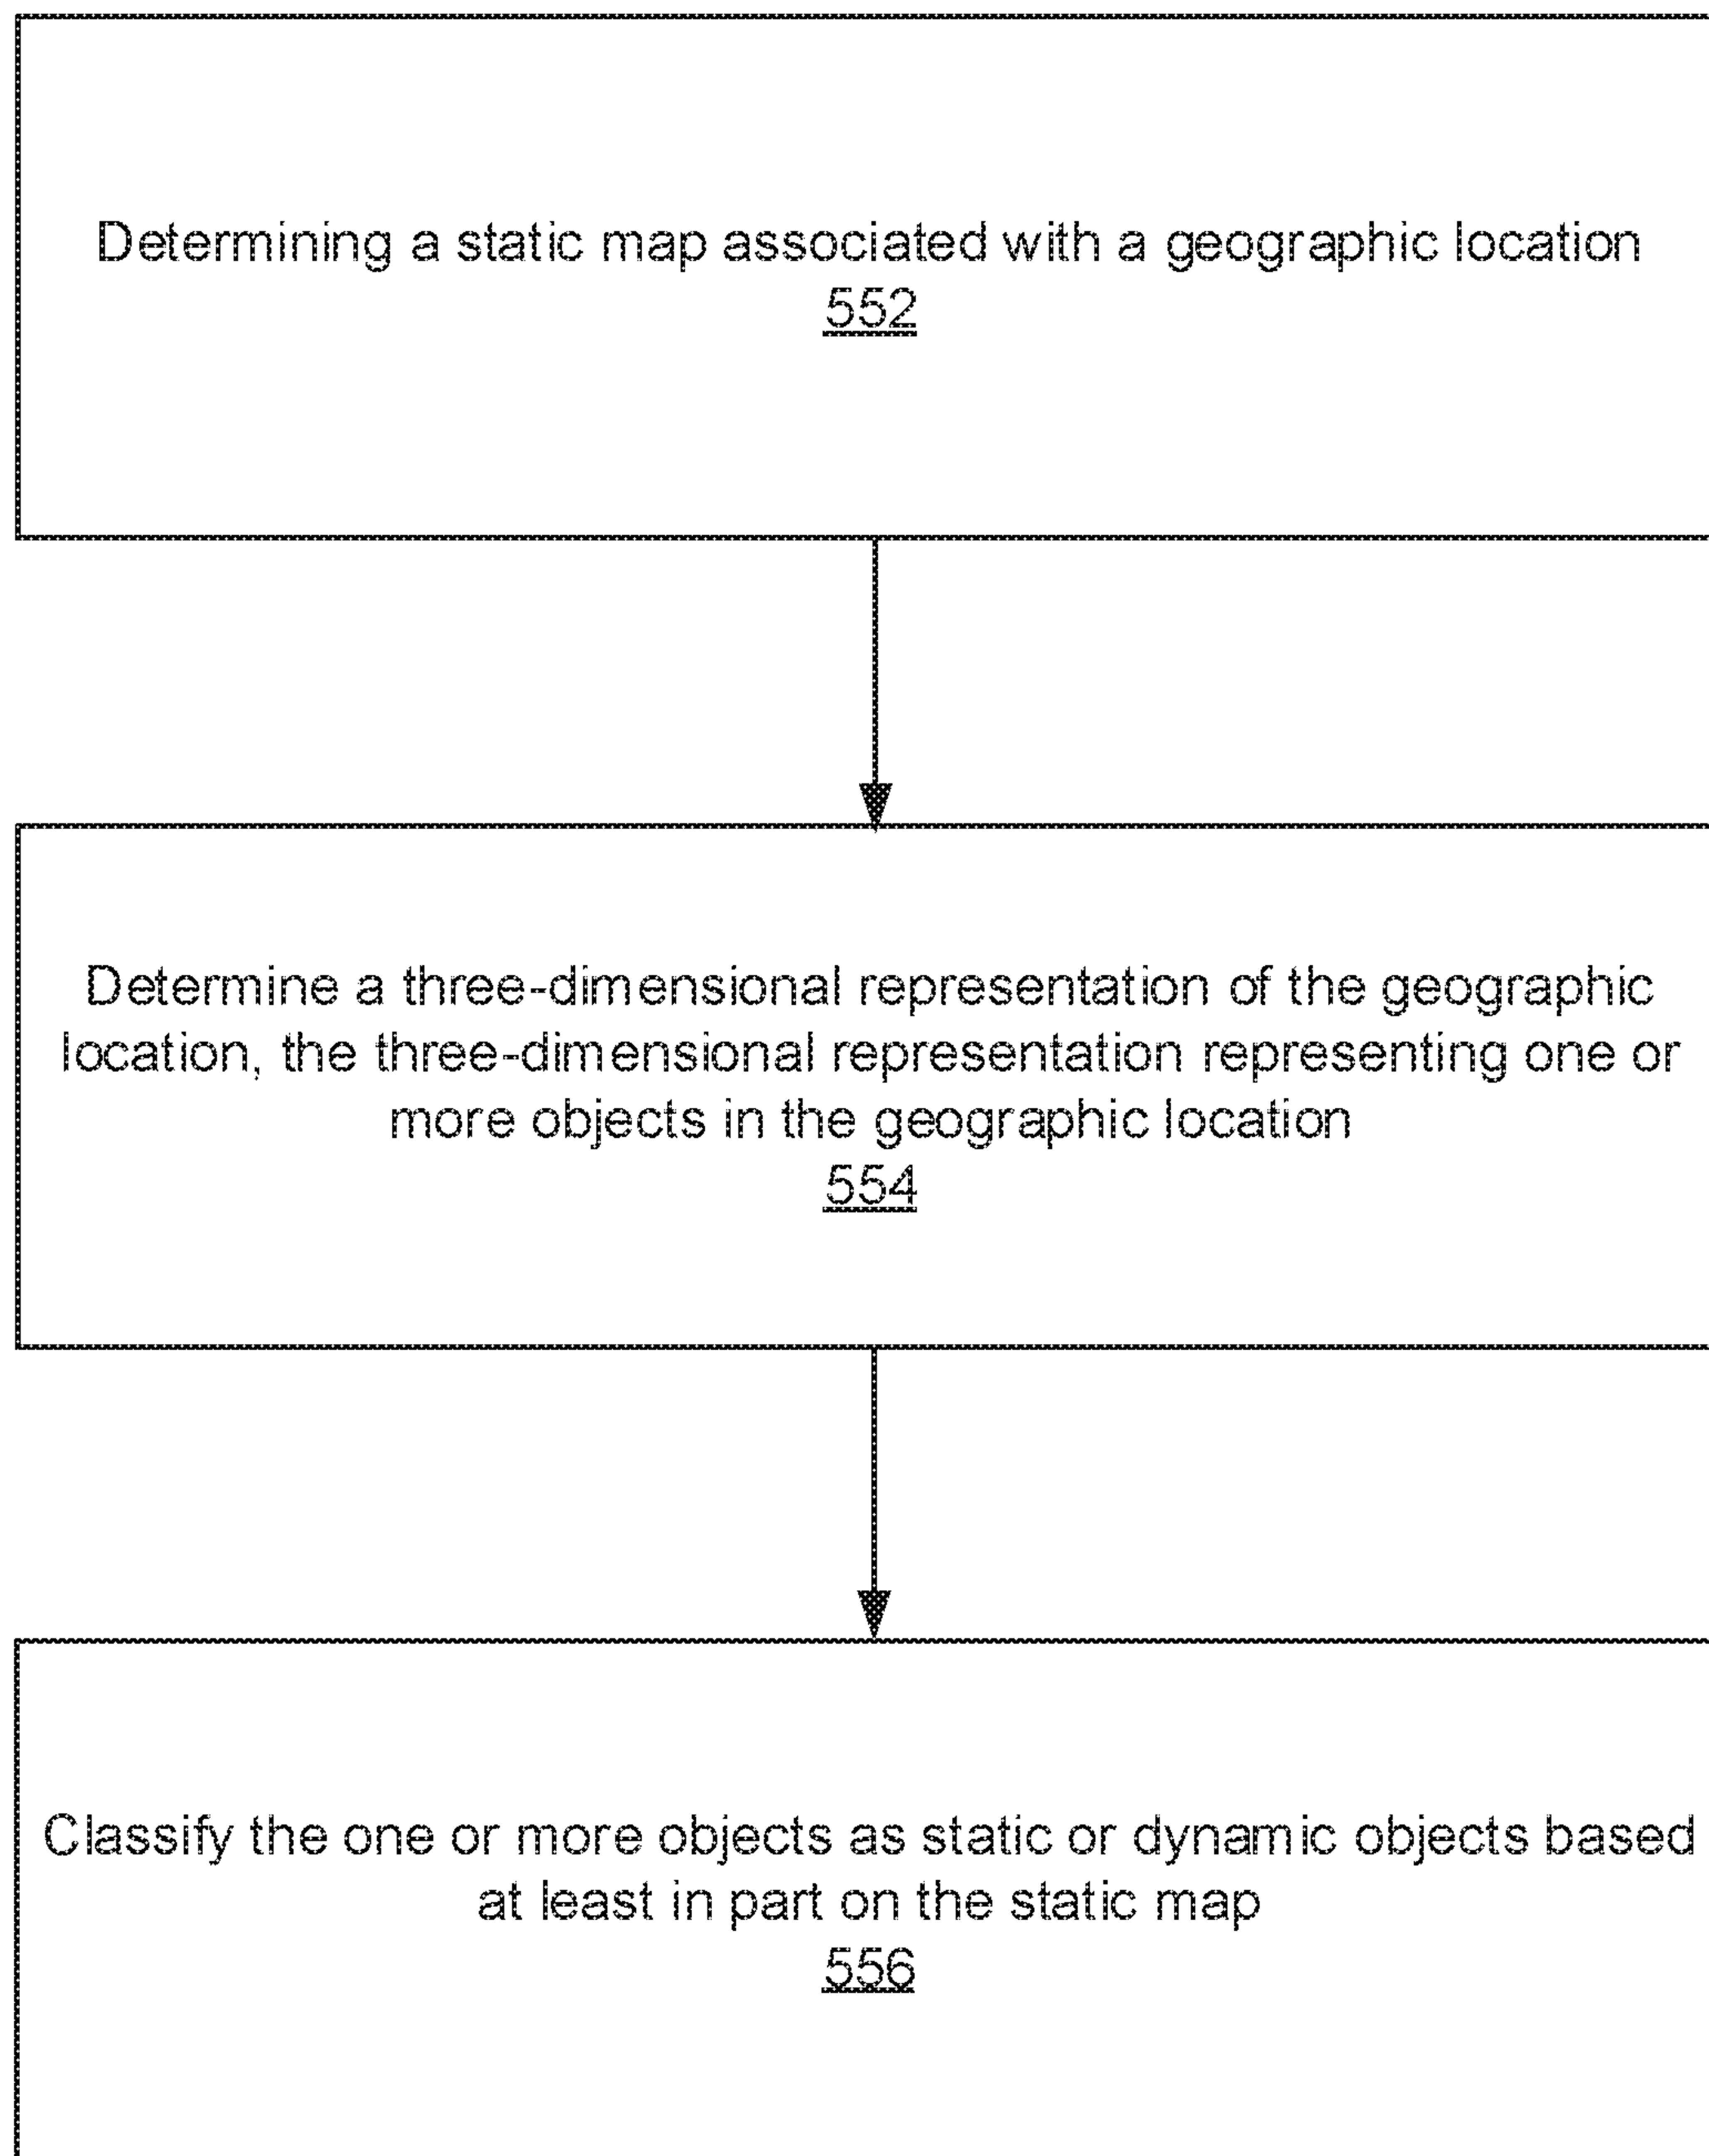 Determining a static map associated with a geographic location
552
Determine a three-dimensional representation of the geographic
location, the three-dimensional representation representing one or
more objects in the geographic location
554
Classify the one or more objects as static or dynamic objects based
at least in part on the static map
556